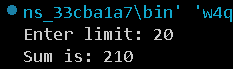 ns_33cba1a7\bin' 'w4q
Enter limit: 20
Sum is: 210